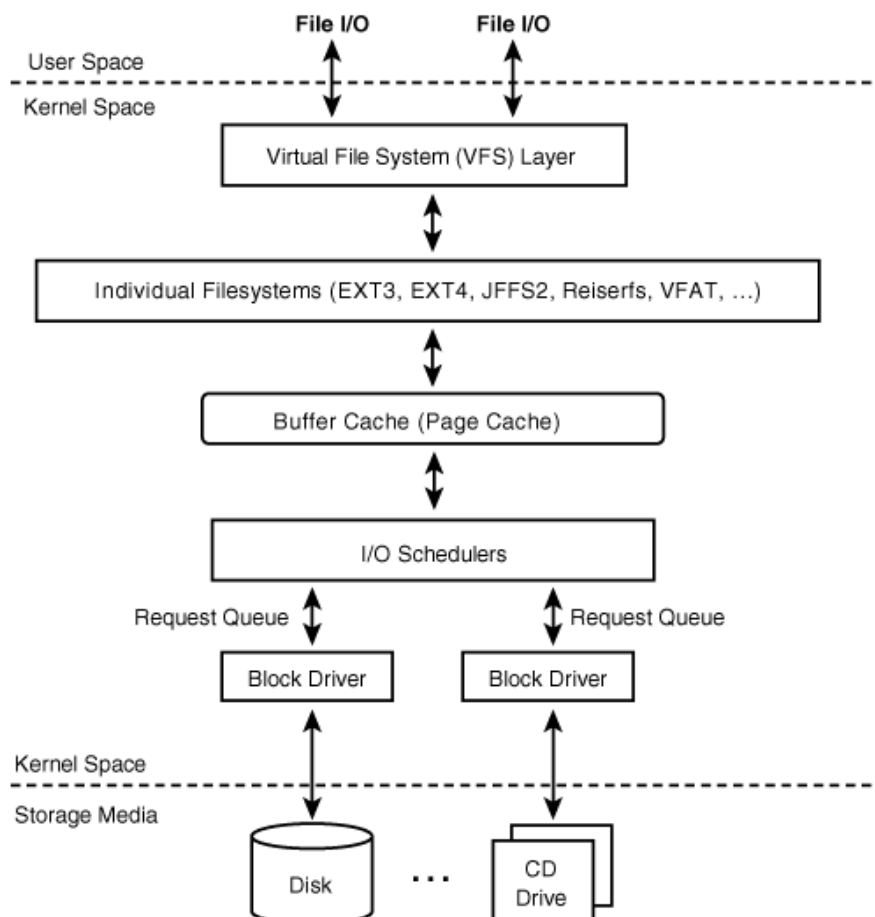 File I/O File I/O
User Space
Kernel Space
Virtual File System (VFS) Layer
Individual Filesystems (EXT3, EXT4, JFFS2, Reiserfs, VFAT, ...)
Buffer Cache (Page Cache)
I/O Schedulers
Request Queue Request Queue
Block Driver Block Driver
Kernel Space
Storage Media
Disk ... CD
Drive